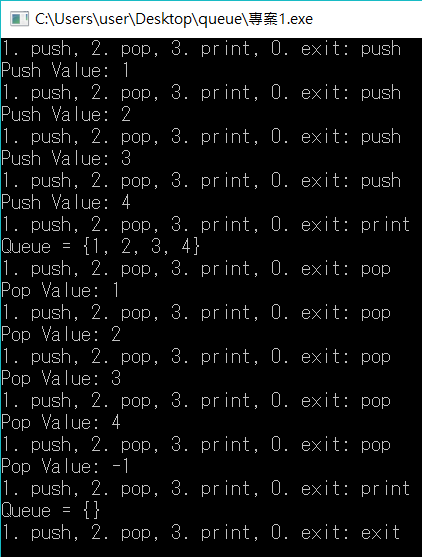 C:\Users\user\Desktop\queue\專案1.exe
1. push, 2. pop, 3. print, 0. exit: push
Push Value: 1
1. push, 2. pop, 3. print, 0. exit: push
Push Value: 2
1. push, 2. pop, 3. print, 0. exit: push
Push Value: 3
1. push, 2. pop, 3. print, 0. exit: push
Push Value: 4
1. push, 2. pop, 3. print, 0. exit: print
Queue = {1, 2, 3, 4}
1. push, 2. pop, 3. print, 0. exit: pop
Pop Value: 1
1. push, 2. pop, 3. print, 0. exit: pop
Pop Value: 2
1. push, 2. pop, 3. print, 0. exit: pop
Pop Value: 3
1. push, 2. pop, 3. print, 0. exit: pop
Pop Value: 4
1. push, 2. pop, 3. print, 0. exit: pop
Pop Value: -1
1. push, 2. pop, 3. print, 0. exit: print
Queue = {}
1. push, 2. pop, 3. print, 0. exit: exit